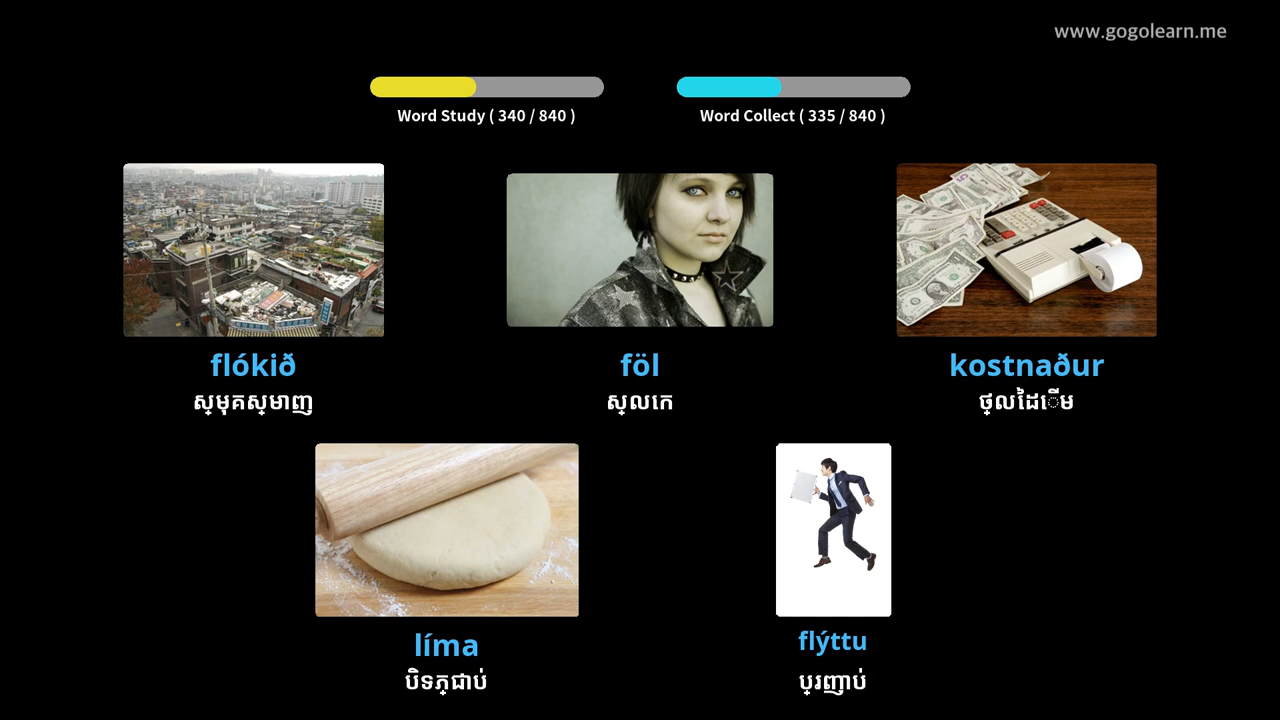 www.gogolearn.me
Word Study ( 340 / 840 )
Word Collect ( 335 / 840 )
flókið
ស្មុគស្មាញ
föl
ស្លេក
kostnaður
ថ្លៃដើម
líma
បិទភ្ជាប់
flýttu
ប្រញាប់